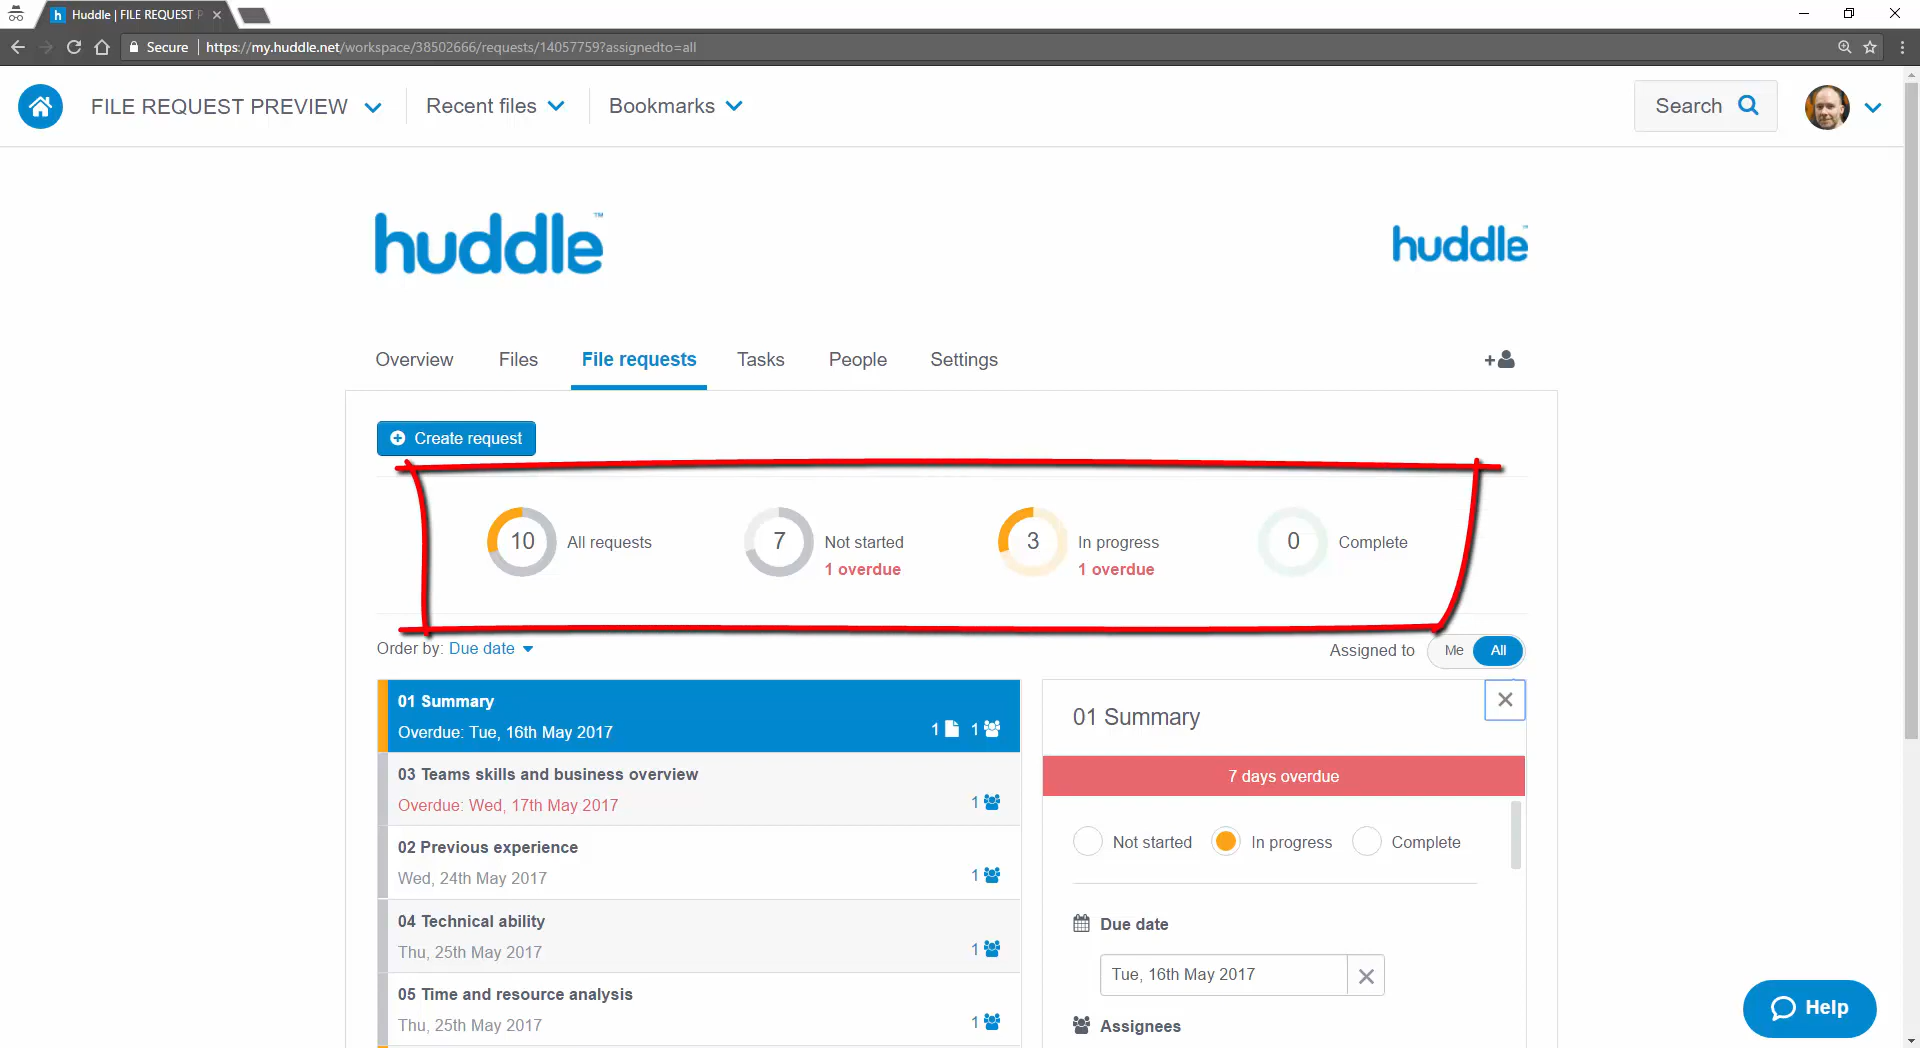 Huddle | FILE REQUEST P
Secure https://my.huddle.net/workspace/38502666/requests/14057759?assignedto=all
FILE REQUEST PREVIEW Recent files Bookmarks Search
huddle™
huddle
Overview Files File requests Tasks People Settings
Create request
10 All requests 7 Not started 3 In progress 0 Complete
1 overdue 1 overdue
Order by: Due date Assigned to Me All
01 Summary
Overdue: Tue, 16th May 2017 1 1
03 Teams skills and business overview
Overdue: Wed, 17th May 2017 1
02 Previous experience
Wed, 24th May 2017 1
04 Technical ability
Thu, 25th May 2017 1
05 Time and resource analysis
Thu, 25th May 2017 1
01 Summary
7 days overdue
Not started In progress Complete
Due date
Tue, 16th May 2017
Assignees
Help